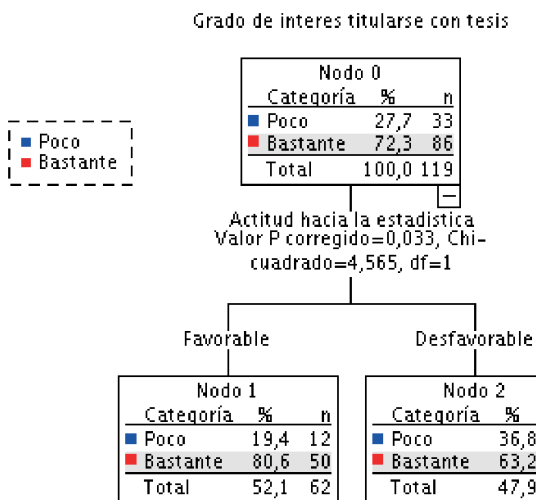 Grado de interes titularse con tesis
Nodo 0
Categoría % n
Poco 27,7 33
Bastante 72,3 86
Total 100,0 119
Poco
Bastante
Actitud hacia la estadistica
Valor P corregido=0,033, Chi-
cuadrado=4,565, df=1
Favorable
Desfavorable
Nodo 1
Categoría % n
Poco 19,4 12
Bastante 80,6 50
Total 52,1 62
Nodo 2
Categoría %
Poco 36,8
Bastante 63,2
Total 47,9